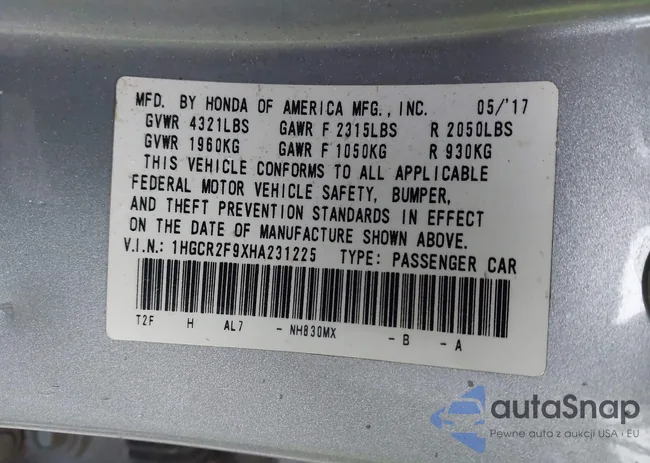 MFD. BY HONDA OF AMERICA MFG., INC. 05/'17
GVWR 4321LBS GAWR F 2315LBS R 2050LBS
GVWR 1960KG GAWR F 1050KG R 930KG
THIS VEHICLE CONFORMS TO ALL APPLICABLE
FEDERAL MOTOR VEHICLE SAFETY, BUMPER,
AND THEFT PREVENTION STANDARDS IN EFFECT
ON THE DATE OF MANUFACTURE SHOWN ABOVE.
V.I.N.: 1HGCR2F9XHA231225 TYPE: PASSENGER CAR
T2F H AL7 - NH830MX - B - A
autaSnap
Pewne auta z aukcji USA i EU